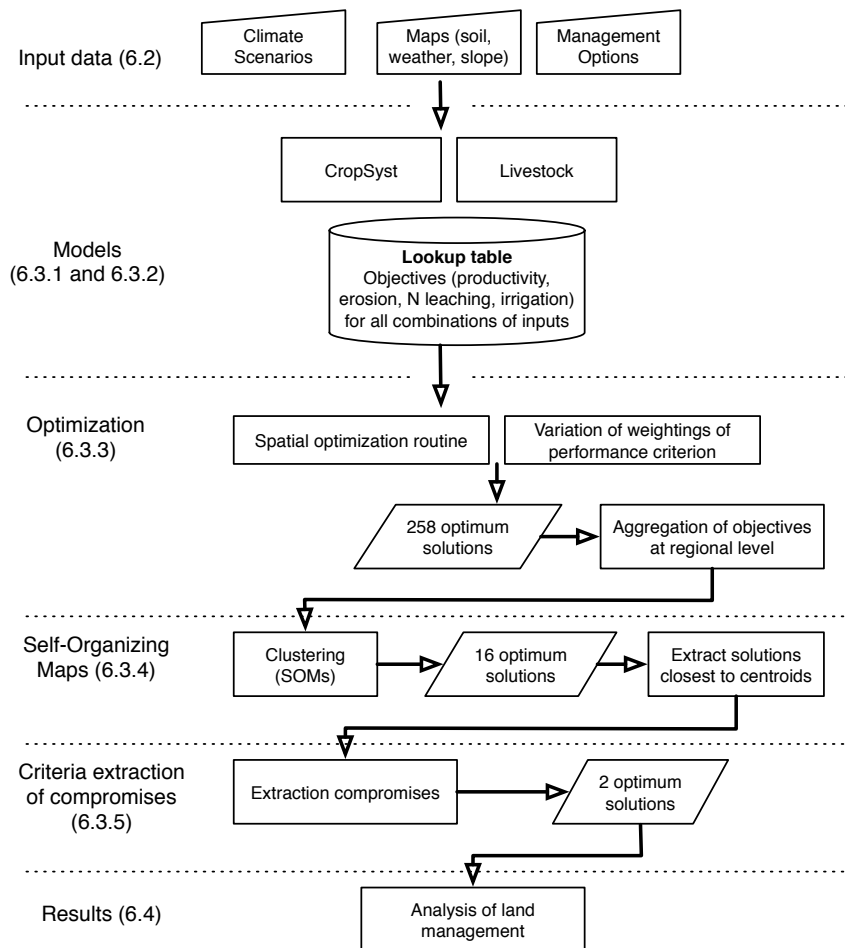 Input data (6.2)
Climate
Scenarios
Maps (soil,
weather, slope)
Management
Options
Models
(6.3.1 and 6.3.2)
CropSyst
Livestock
Lookup table
Objectives (productivity,
erosion, N leaching, irrigation)
for all combinations of inputs
Optimization
(6.3.3)
Spatial optimization routine
Variation of weightings of
performance criterion
258 optimum
solutions
Aggregation of objectives
at regional level
Self-Organizing
Maps (6.3.4)
Clustering
(SOMs)
16 optimum
solutions
Extract solutions
closest to centroids
Criteria extraction
of compromises
(6.3.5)
Extraction compromises
2 optimum
solutions
Results (6.4)
Analysis of land
management